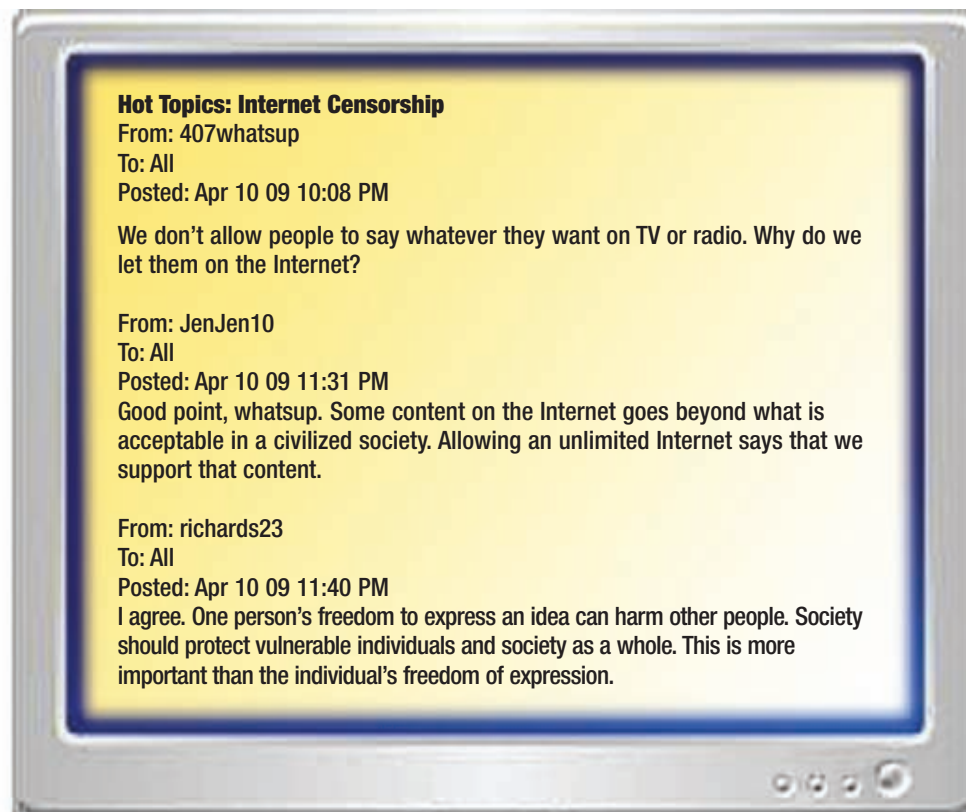 Hot Topics: Internet Censorship
From: 407whatsup
To: All
Posted: Apr 10 09 10:08 PM
We don’t allow people to say whatever they want on TV or radio. Why do we
let them on the Internet?
From: JenJen10
To: All
Posted: Apr 10 09 11:31 PM
Good point, whatsup. Some content on the Internet goes beyond what is
acceptable in a civilized society. Allowing an unlimited Internet says that we
support that content.
From: richards23
To: All
Posted: Apr 10 09 11:40 PM
I agree. One person’s freedom to express an idea can harm other people. Society
should protect vulnerable individuals and society as a whole. This is more
important than the individual’s freedom of expression.